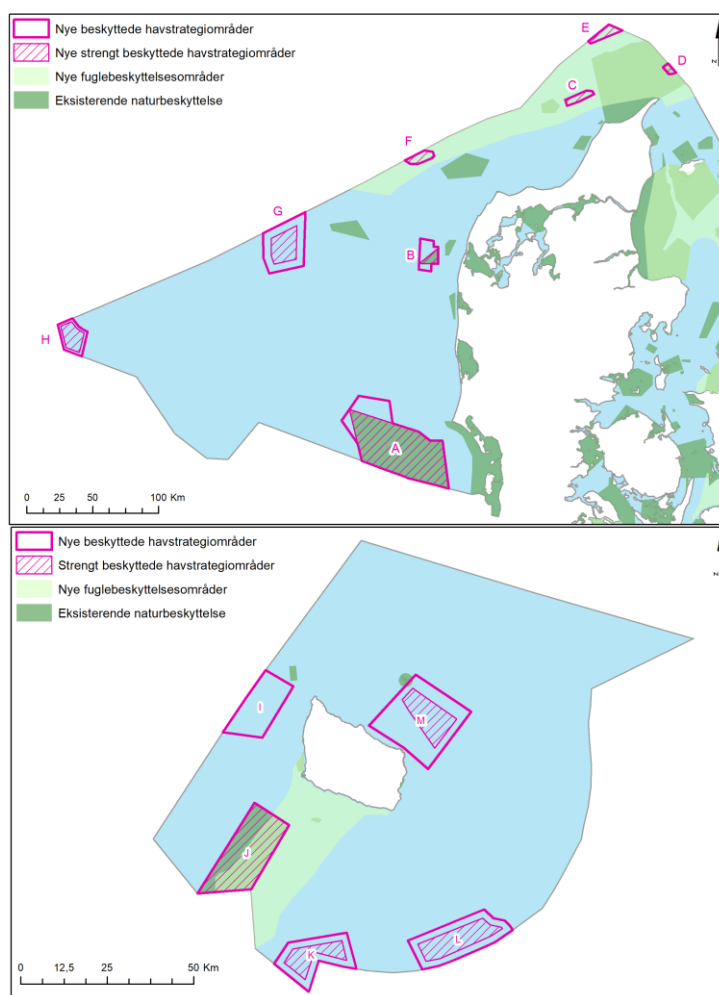 Nye beskyttede havstrategiområder
Nye strengt beskyttede havstrategiområder
Nye fuglebeskyttelsesområder
Eksisterende naturbeskyttelse
E
D
C
F
G
B
H
A
0 25 50 100 Km
z
Nye beskyttede havstrategiområder
Strengt beskyttede havstrategiområder
Nye fuglebeskyttelsesområder
Eksisterende naturbeskyttelse
I
M
J
L
K
0 12,5 25 50 Km
z